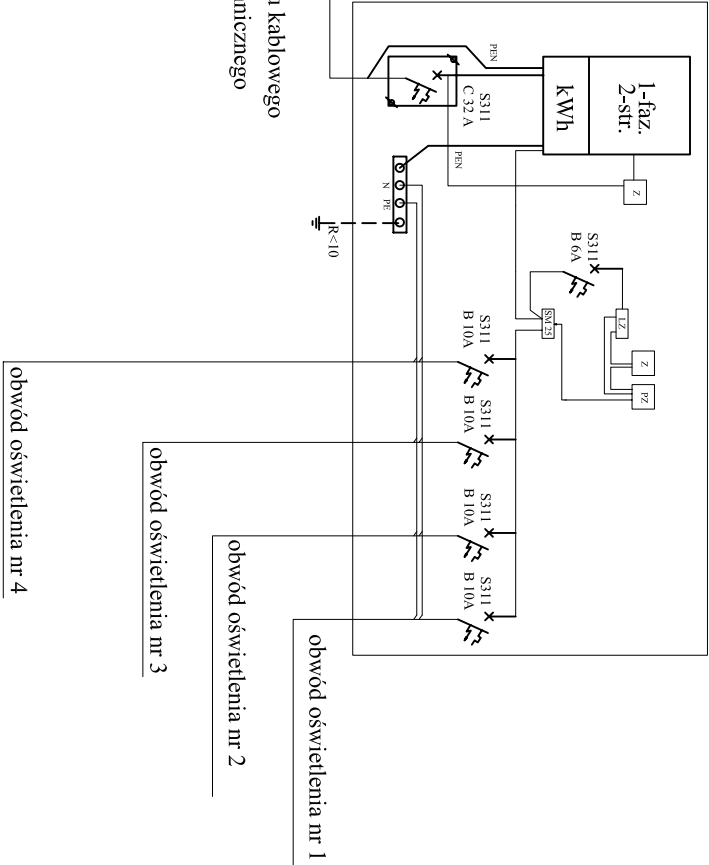 u kablowego
nicznego
1-faz.
2-str.
kWh
PEN
S311
C 32 A
PEN
N
PE
R<10
Z
S311
B 6A
SM 25
LZ
Z
PZ
S311
B 10A
S311
B 10A
S311
B 10A
S311
B 10A
obwód oświetlenia nr 4
obwód oświetlenia nr 3
obwód oświetlenia nr 2
obwód oświetlenia nr 1